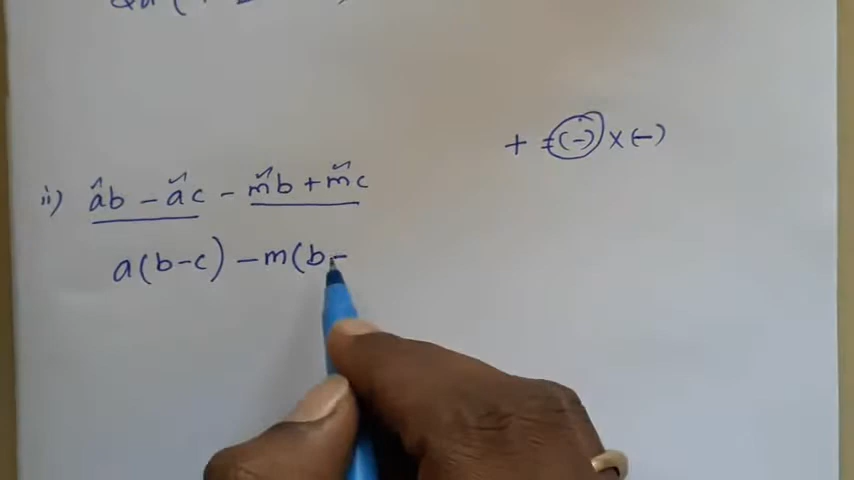 + = (-) × (-)
ii) ab - ac - mb + mc
a(b-c) - m(b-